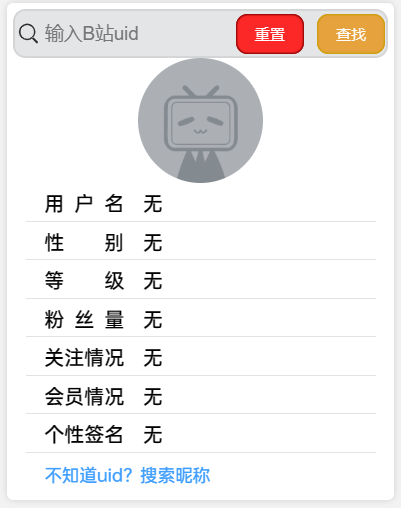 输入B站uid 重置 查找
用户名 无
性别 无
等级 无
粉丝量 无
关注情况 无
会员情况 无
个性签名 无
不知道uid？搜索昵称